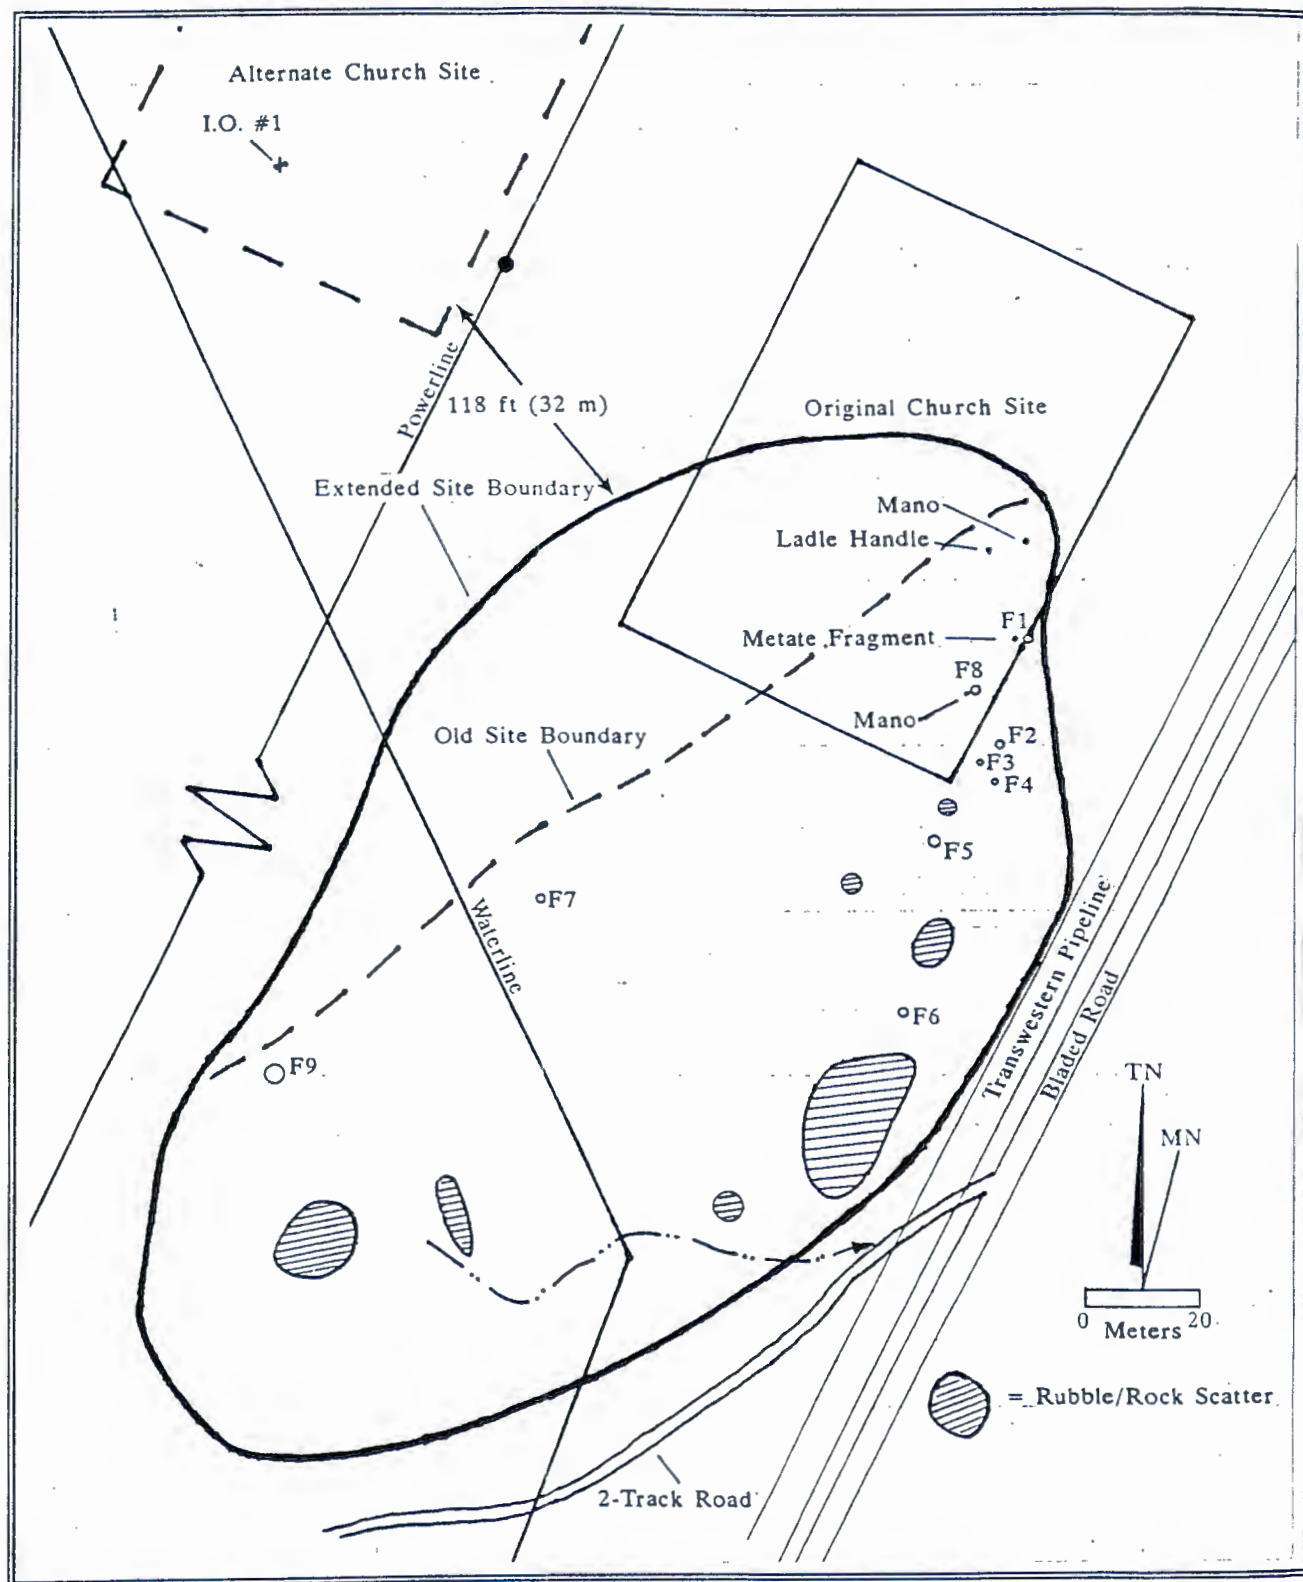 Alternate Church Site
I.O. #1
Powerline
118 ft (32 m)
Original Church Site
Extended Site Boundary
Mano
Ladle Handle
F1
Metate Fragment
F8
Mano
F2
Old Site Boundary
F3
F4
F5
F7
Waterline
Transwestern Pipeline
Bladed Road
F6
F9
TN
MN
0 20
Meters
= Rubble/Rock Scatter
2-Track Road